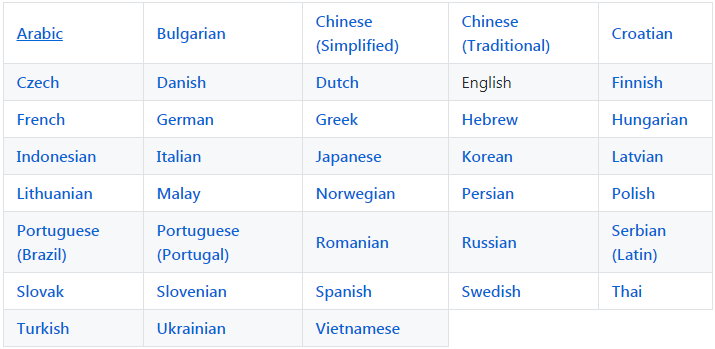 Arabic Bulgarian Chinese (Simplified) Chinese (Traditional) Croatian
Czech Danish Dutch English Finnish
French German Greek Hebrew Hungarian
Indonesian Italian Japanese Korean Latvian
Lithuanian Malay Norwegian Persian Polish
Portuguese (Brazil) Portuguese (Portugal) Romanian Russian Serbian (Latin)
Slovak Slovenian Spanish Swedish Thai
Turkish Ukrainian Vietnamese